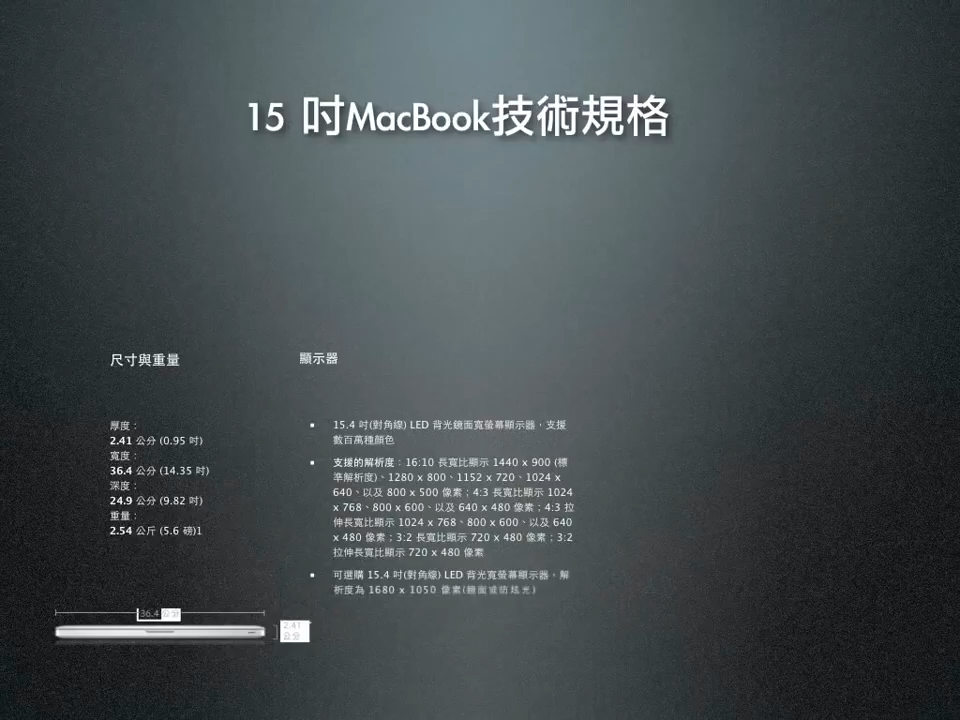 15 吋MacBook技術規格
尺寸與重量
厚度：
2.41 公分 (0.95 吋)
寬度：
36.4 公分 (14.35 吋)
深度：
24.9 公分 (9.82 吋)
重量：
2.54 公斤 (5.6 磅)1
顯示器
▪ 15.4 吋(對角線) LED 背光鏡面寬螢幕顯示器，支援
數百萬種顏色
▪ 支援的解析度：16:10 長寬比顯示 1440 x 900 (標
準解析度)、1280 x 800、1152 x 720、1024 x
640、以及 800 x 500 像素；4:3 長寬比顯示 1024
x 768、800 x 600、以及 640 x 480 像素；4:3 拉
伸長寬比顯示 1024 x 768、800 x 600、以及 640
x 480 像素；3:2 長寬比顯示 720 x 480 像素；3:2
拉伸長寬比顯示 720 x 480 像素
▪ 可選購 15.4 吋(對角線) LED 背光寬螢幕顯示器，解
析度為 1680 x 1050 像素(鏡面或防炫光)
36.4 公分
2.41
公分